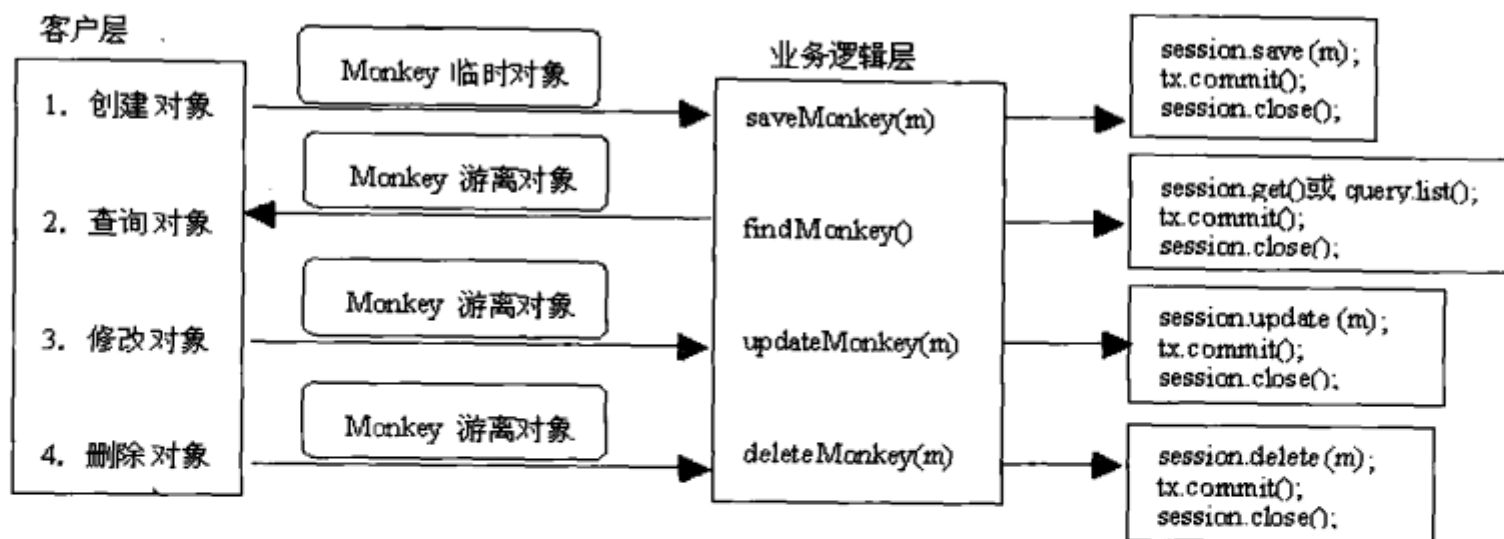 客户层
1. 创建对象
2. 查询对象
3. 修改对象
4. 删除对象
Monkey 临时对象
Monkey 游离对象
Monkey 游离对象
Monkey 游离对象
业务逻辑层
saveMonkey(m)
findMonkey()
updateMonkey(m)
deleteMonkey(m)
session.save(m);
tx.commit();
session.close();
session.get()或 query.list();
tx.commit();
session.close();
session.update(m);
tx.commit();
session.close();
session.delete(m);
tx.commit();
session.close();